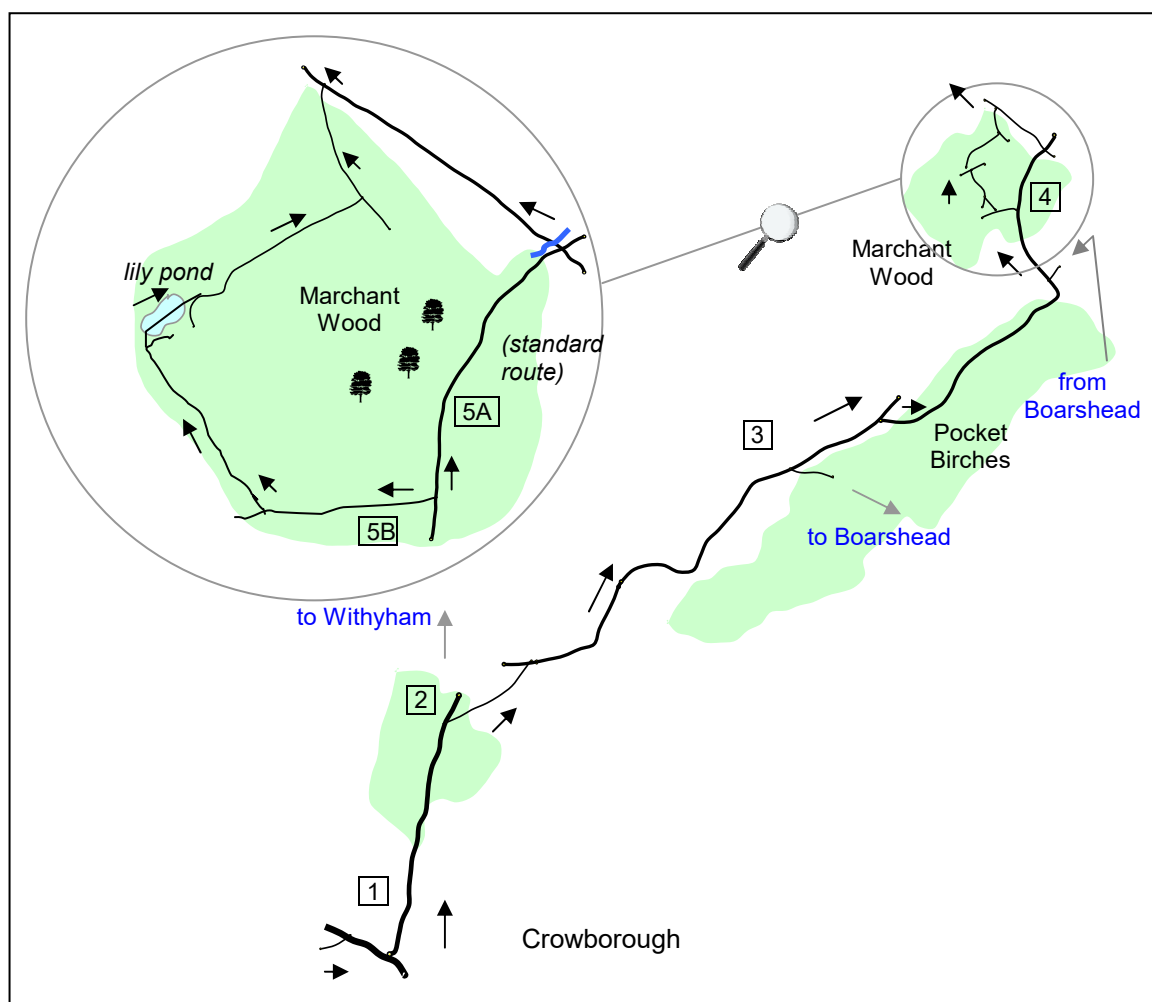 lily pond
Marchant
Wood
(standard
route)
5A
5B
4
Marchant
Wood
from
Boarshead
3
Pocket
Birches
to Boarshead
to Withyham
2
1
Crowborough